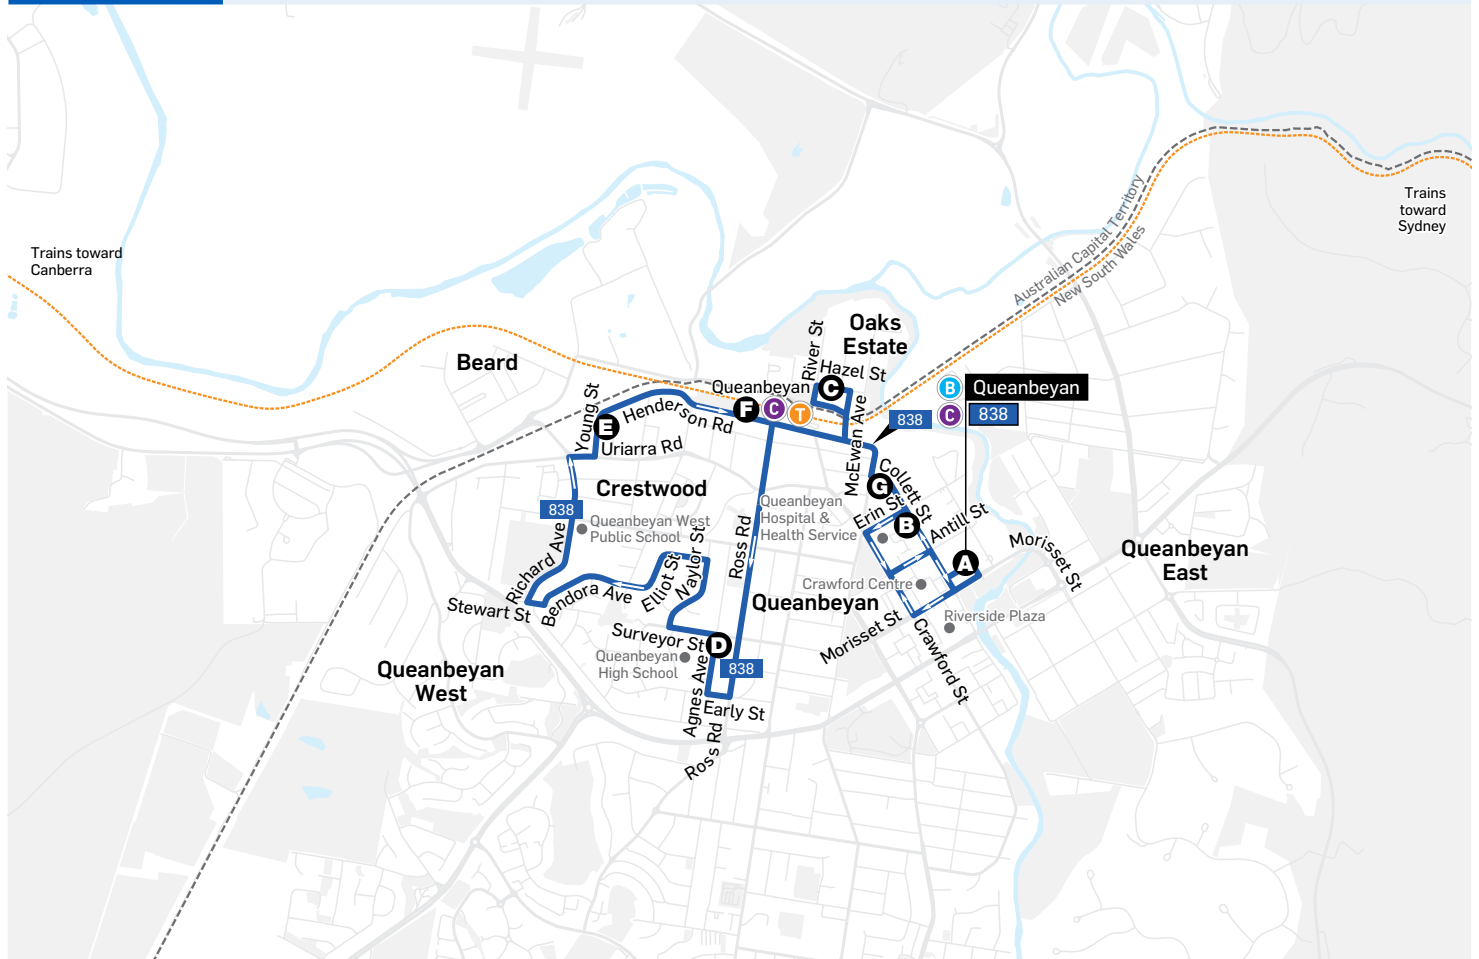 Trains
toward
Sydney
Trains toward
Canberra
Australian Capital Territory
New South Wales
Oaks
Estate
River St
Hazel St
Beard
Queanbeyan
C
B
Queanbeyan
C
838
F
C
T
838
Young St
E
Henderson Rd
Uriarra Rd
McEwan Ave
Collett St
G
Crestwood
Erin St
B
Antill St
838
Queanbeyan West
Public School
Queanbeyan
Hospital &
Health Service
Ross Rd
Naylor St
Elliot St
Richard Ave
Bendora Ave
Stewart St
A
Morisset St
Queanbeyan
East
Crawford Centre
Queanbeyan
Riverside Plaza
Morisset St
Crawford St
Surveyor St
D
Queanbeyan
High School
838
Queanbeyan
West
Agnes Ave
Early St
Ross Rd